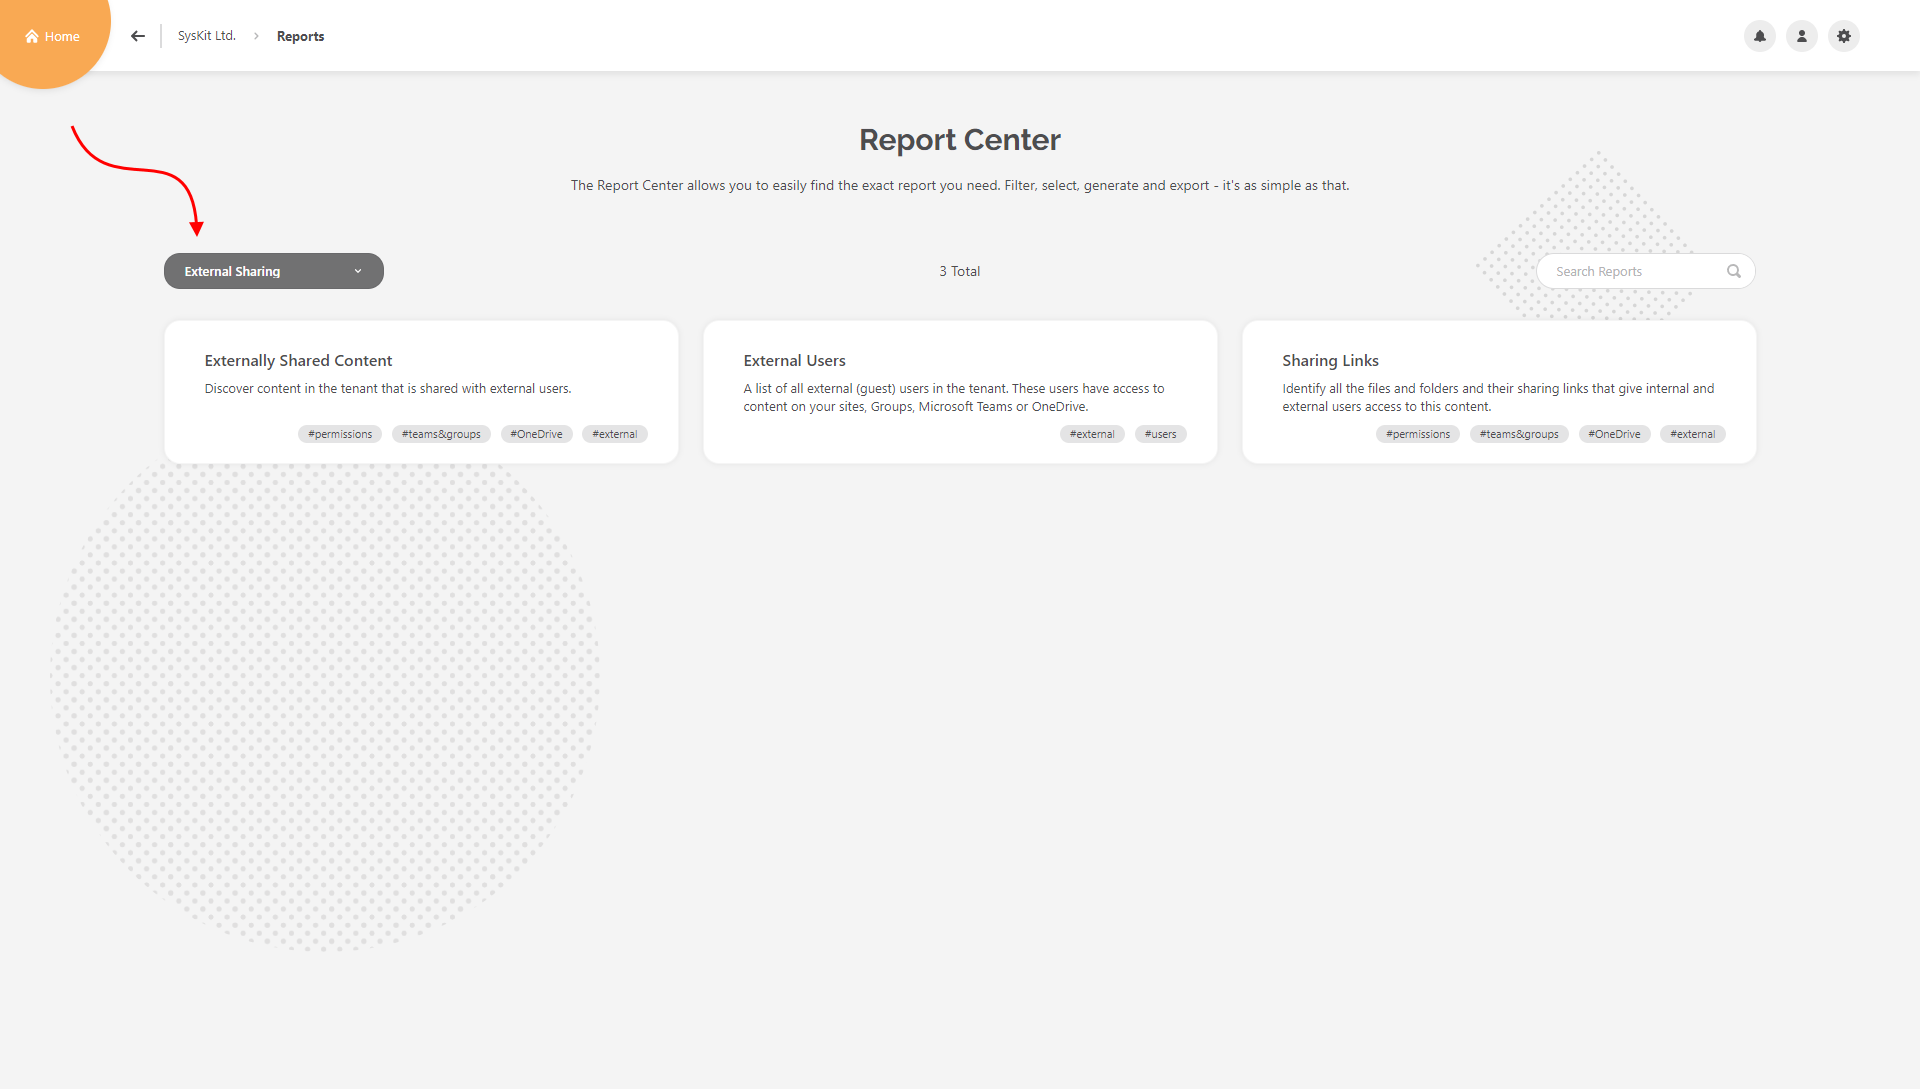 Home
SysKit Ltd.
Reports
Report Center
The Report Center allows you to easily find the exact report you need. Filter, select, generate and export - it's as simple as that.
External Sharing
3 Total
Search Reports
Externally Shared Content
Discover content in the tenant that is shared with external users.
#permissions #teams&groups #OneDrive #external
External Users
A list of all external (guest) users in the tenant. These users have access to
content on your sites, Groups, Microsoft Teams or OneDrive.
#external #users
Sharing Links
Identify all the files and folders and their sharing links that give internal and
external users access to this content.
#permissions #teams&groups #OneDrive #external